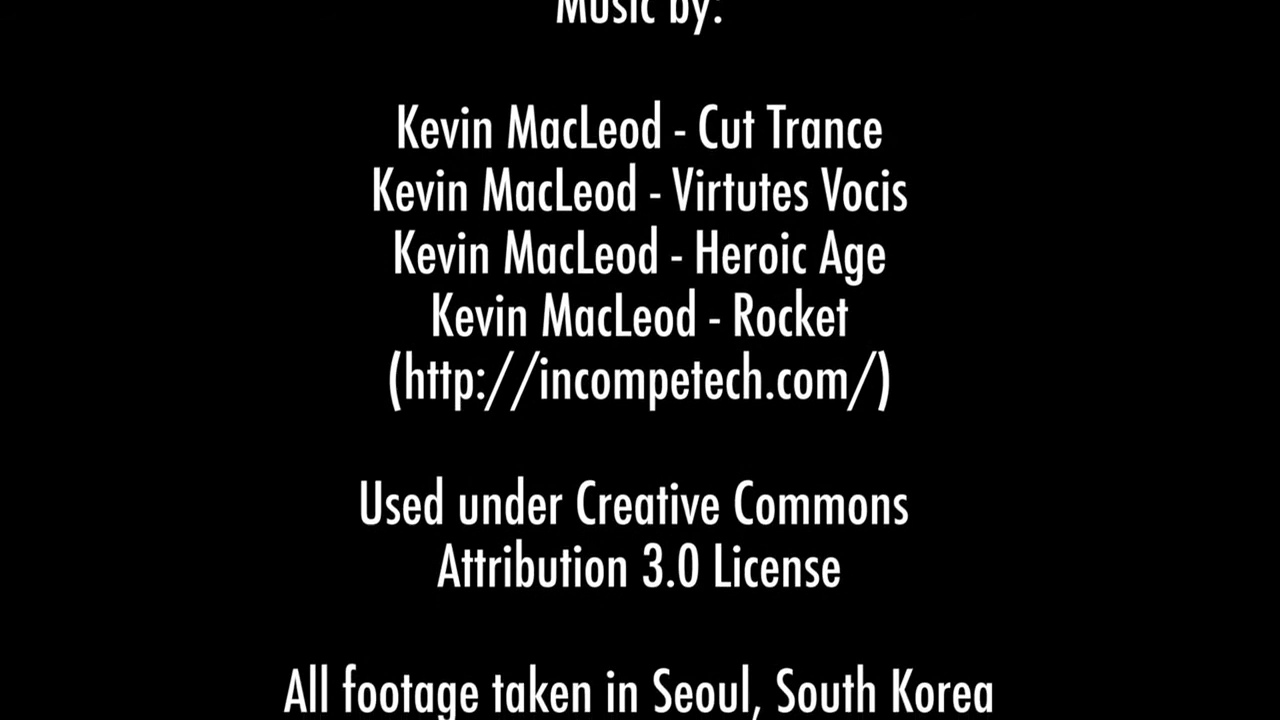 Music by:
Kevin MacLeod - Cut Trance
Kevin MacLeod - Virtutes Vocis
Kevin MacLeod - Heroic Age
Kevin MacLeod - Rocket
(http://incompetech.com/)
Used under Creative Commons
Attribution 3.0 License
All footage taken in Seoul, South Korea